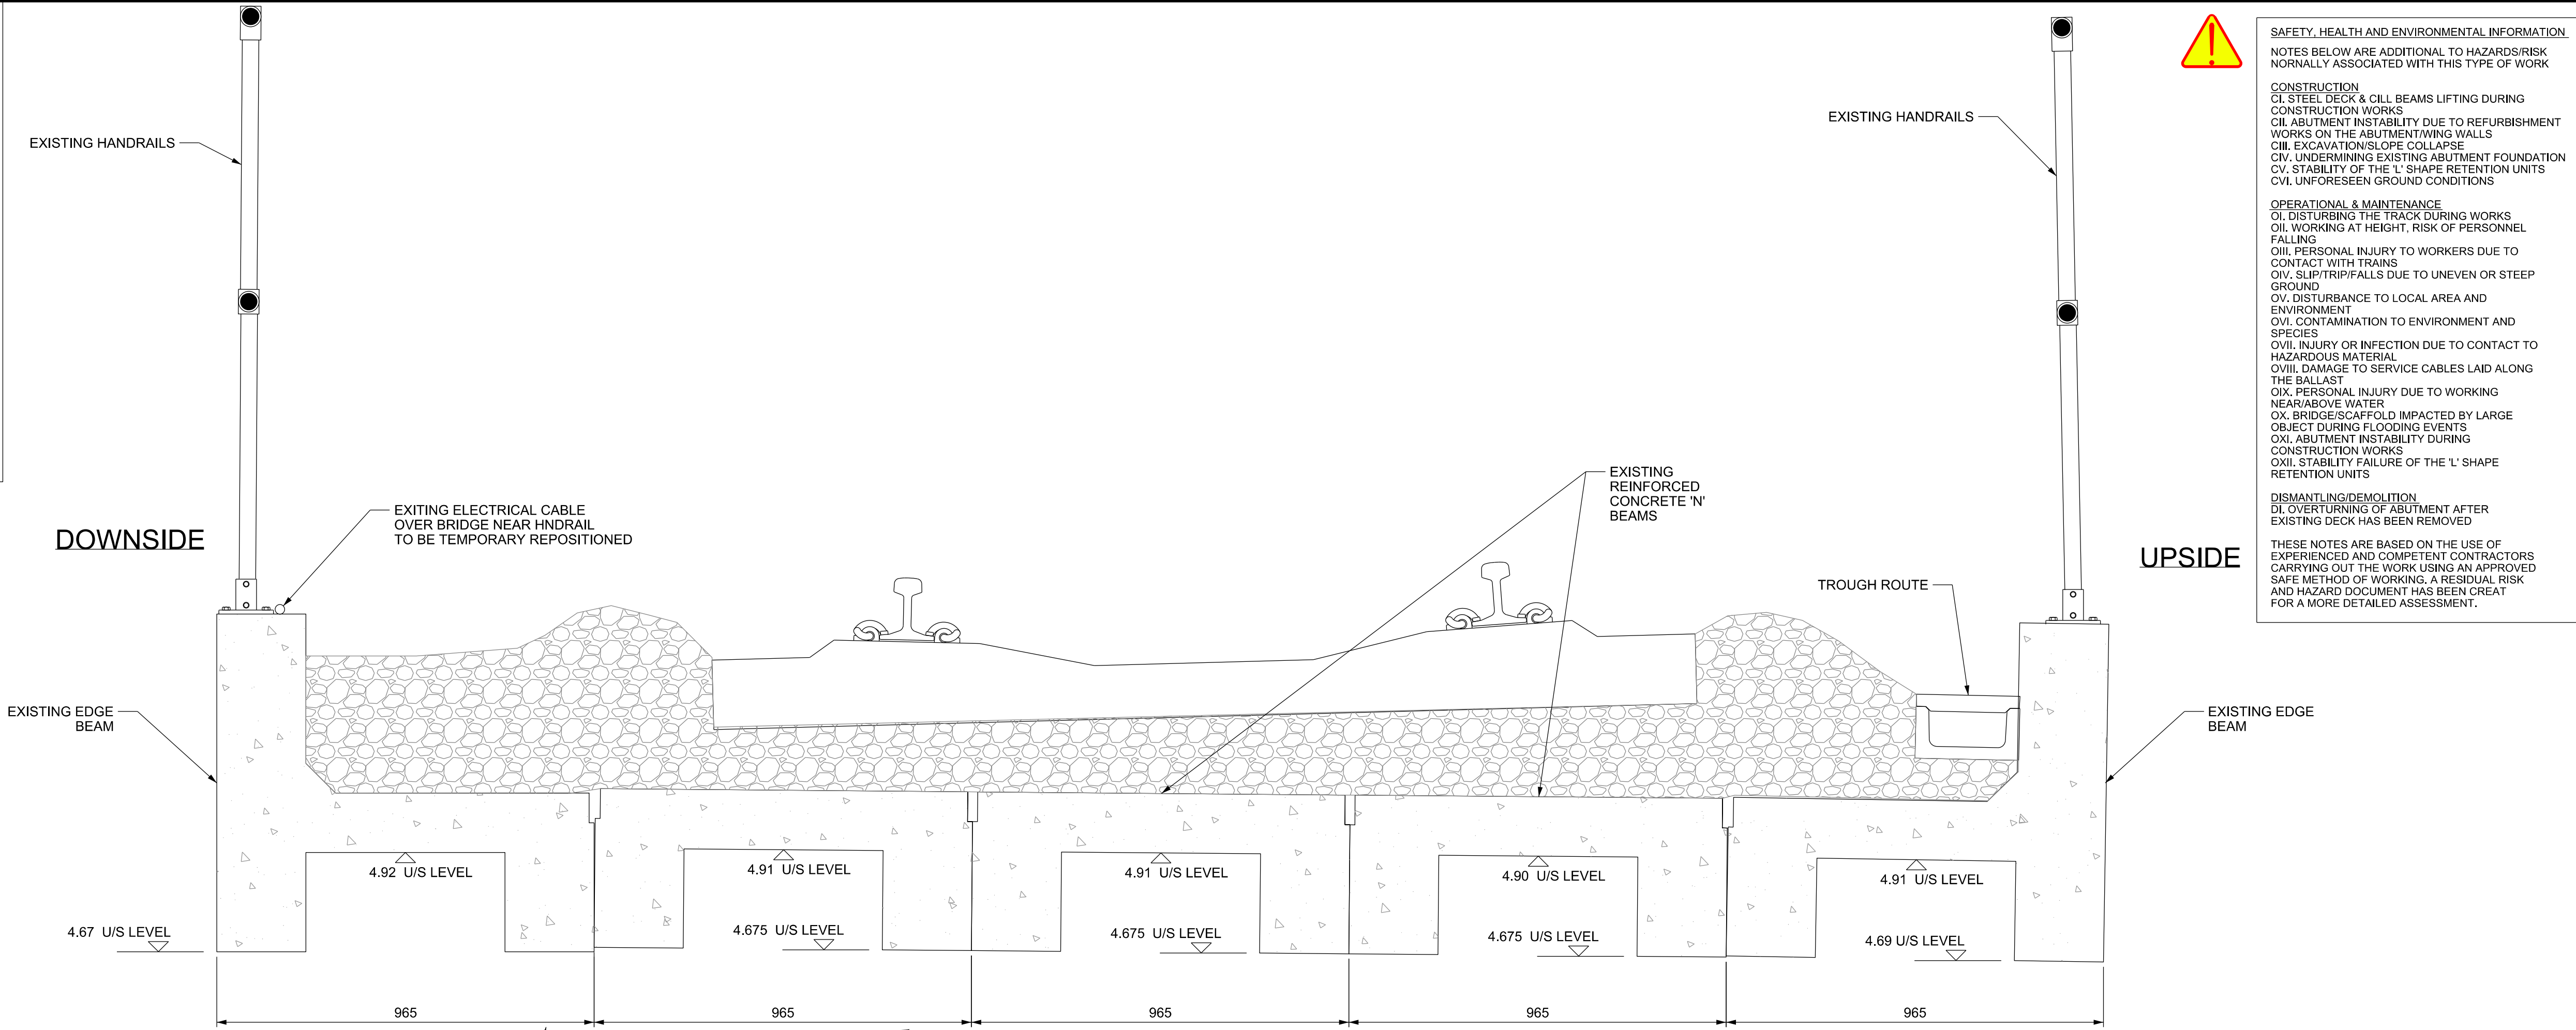 SAFETY, HEALTH AND ENVIRONMENTAL INFORMATION
NOTES BELOW ARE ADDITIONAL TO HAZARDS/RISK
NORNALLY ASSOCIATED WITH THIS TYPE OF WORK
CONSTRUCTION
CI. STEEL DECK & CILL BEAMS LIFTING DURING
CONSTRUCTION WORKS
CII. ABUTMENT INSTABILITY DUE TO REFURBISHMENT
WORKS ON THE ABUTMENT/WING WALLS
CIII. EXCAVATION/SLOPE COLLAPSE
CIV. UNDERMINING EXISTING ABUTMENT FOUNDATION
CV. STABILITY OF THE 'L' SHAPE RETENTION UNITS
CVI. UNFORESEEN GROUND CONDITIONS
OPERATIONAL & MAINTENANCE
OI. DISTURBING THE TRACK DURING WORKS
OII. WORKING AT HEIGHT, RISK OF PERSONNEL
FALLING
OIII. PERSONAL INJURY TO WORKERS DUE TO
CONTACT WITH TRAINS
OIV. SLIP/TRIP/FALLS DUE TO UNEVEN OR STEEP
GROUND
OV. DISTURBANCE TO LOCAL AREA AND
ENVIRONMENT
OVI. CONTAMINATION TO ENVIRONMENT AND
SPECIES
OVII. INJURY OR INFECTION DUE TO CONTACT TO
HAZARDOUS MATERIAL
OVIII. DAMAGE TO SERVICE CABLES LAID ALONG
THE BALLAST
OIX. PERSONAL INJURY DUE TO WORKING
NEAR/ABOVE WATER
OX. BRIDGE/SCAFFOLD IMPACTED BY LARGE
OBJECT DURING FLOODING EVENTS
OXI. ABUTMENT INSTABILITY DURING
CONSTRUCTION WORKS
OXII. STABILITY FAILURE OF THE 'L' SHAPE
RETENTION UNITS
DISMANTLING/DEMOLITION
DI. OVERTURNING OF ABUTMENT AFTER
EXISTING DECK HAS BEEN REMOVED
THESE NOTES ARE BASED ON THE USE OF
EXPERIENCED AND COMPETENT CONTRACTORS
CARRYING OUT THE WORK USING AN APPROVED
SAFE METHOD OF WORKING. A RESIDUAL RISK
AND HAZARD DOCUMENT HAS BEEN CREAT
FOR A MORE DETAILED ASSESSMENT.
EXISTING HANDRAILS
EXISTING HANDRAILS
EXISTING
REINFORCED
CONCRETE 'N'
BEAMS
EXITING ELECTRICAL CABLE
OVER BRIDGE NEAR HNDRAIL
TO BE TEMPORARY REPOSITIONED
DOWNSIDE
UPSIDE
TROUGH ROUTE
EXISTING EDGE
BEAM
EXISTING EDGE
BEAM
4.92 U/S LEVEL
4.91 U/S LEVEL
4.91 U/S LEVEL
4.90 U/S LEVEL
4.91 U/S LEVEL
4.67 U/S LEVEL
4.675 U/S LEVEL
4.675 U/S LEVEL
4.675 U/S LEVEL
4.69 U/S LEVEL
965
965
965
965
965